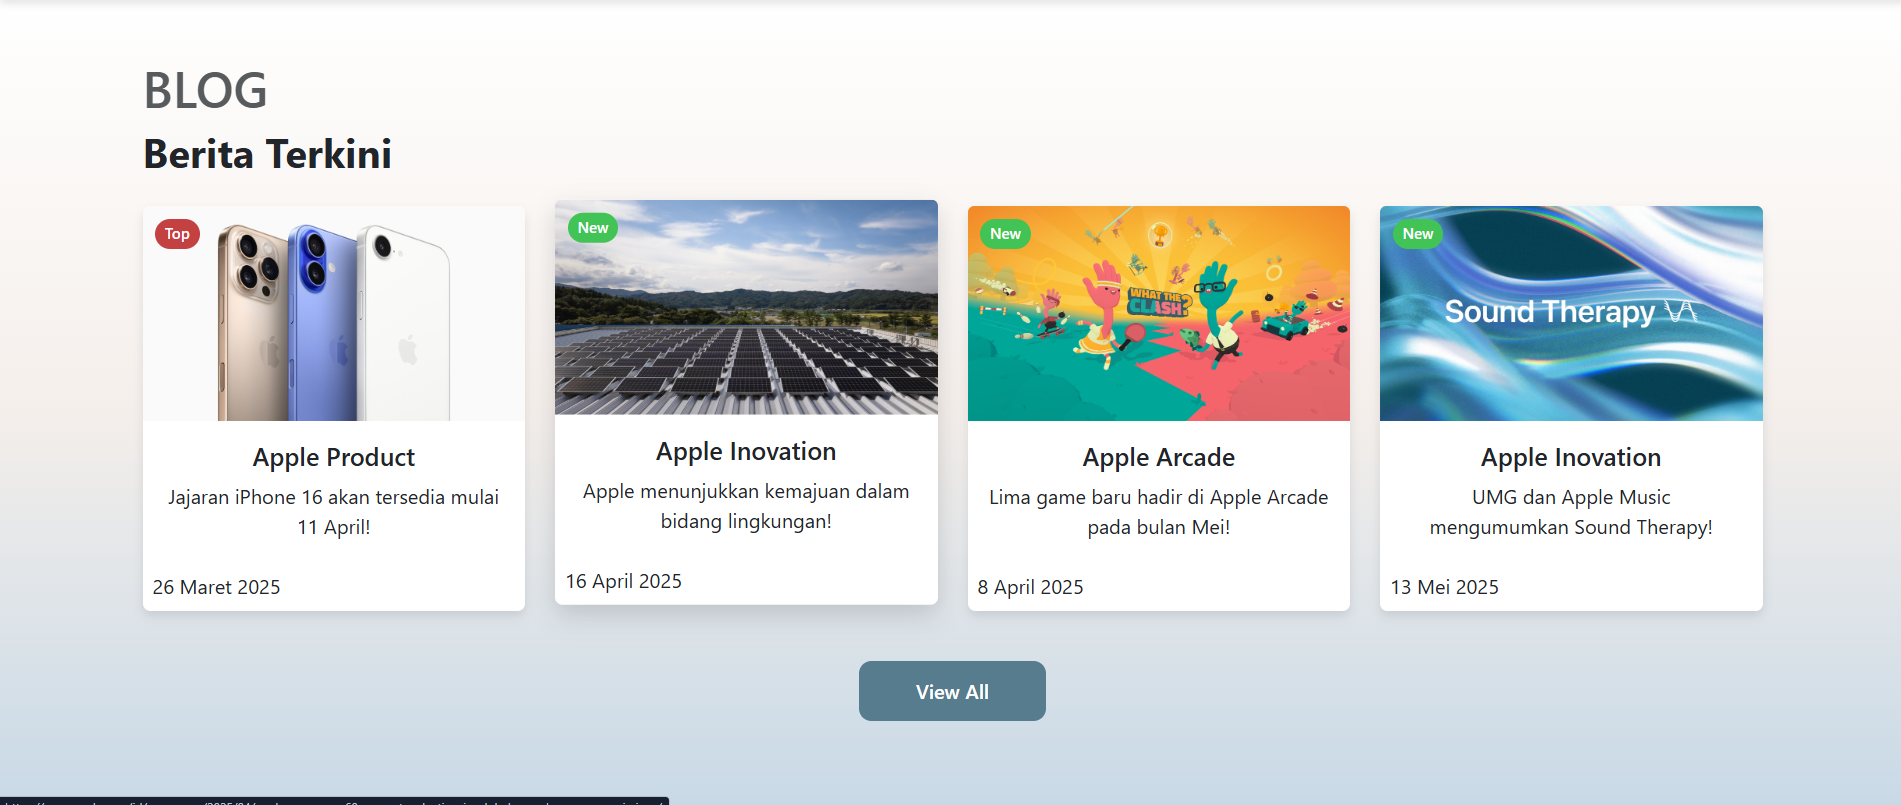 BLOG
Berita Terkini
Top
Apple Product
Jajaran iPhone 16 akan tersedia mulai
11 April!
26 Maret 2025
New
Apple Inovation
Apple menunjukkan kemajuan dalam
bidang lingkungan!
16 April 2025
New
WHAT THE
CLASH?
Apple Arcade
Lima game baru hadir di Apple Arcade
pada bulan Mei!
8 April 2025
New
Sound Therapy
Apple Inovation
UMG dan Apple Music
mengumumkan Sound Therapy!
13 Mei 2025
View All